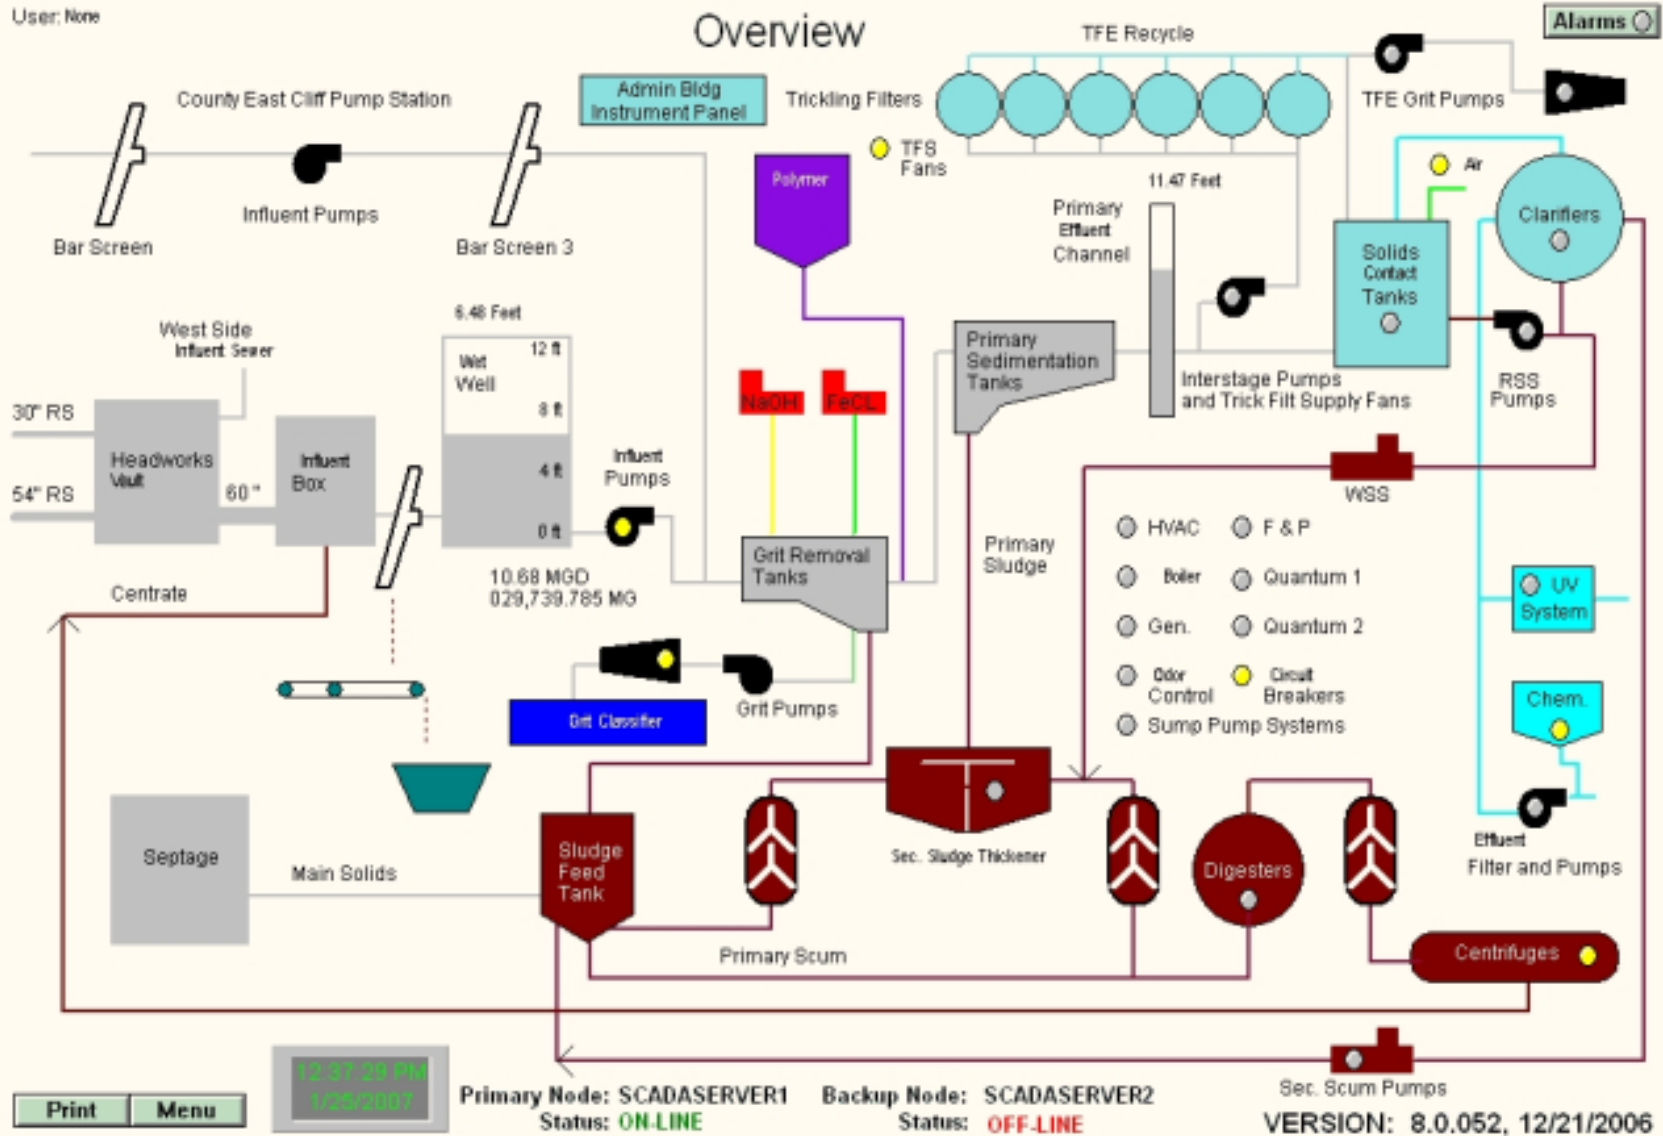 User: None
Overview
Alarms
TFE Recycle
County East Cliff Pump Station
Admin Bldg
Instrument Panel
Trickling Filters
TFE Grit Pumps
TFS
Fans
Air
Polymer
11.47 Feet
Primary
Effluent
Channel
Clarifiers
Influent Pumps
Bar Screen
Bar Screen 3
Solids
Contact
Tanks
6.48 Feet
West Side
Influent Sewer
Wet
Well
12 ft
8 ft
4 ft
0 ft
Primary
Sedimentation
Tanks
Interstage Pumps
and Trick Filt Supply Fans
RSS
Pumps
NaOH
FeCL
30" RS
54" RS
Headworks
Vault
60"
Influent
Box
Influent
Pumps
WSS
HVAC
F & P
Primary
Sludge
Grit Removal
Tanks
Boiler
Quantum 1
10.68 MGD
029,739.785 MG
Centrate
UV
System
Gen.
Quantum 2
Odor
Control
Circuit
Breakers
Sump Pump Systems
Chem.
Grit Classifier
Grit Pumps
Septage
Main Solids
Sludge
Feed
Tank
Sec. Sludge Thickener
Digesters
Effluent
Filter and Pumps
Primary Scum
Centrifuges
12:37:29 PM
1/25/2007
Print
Menu
Primary Node: SCADASERVER1
Status: ON-LINE
Backup Node: SCADASERVER2
Status: OFF-LINE
Sec. Scum Pumps
VERSION: 8.0.052, 12/21/2006